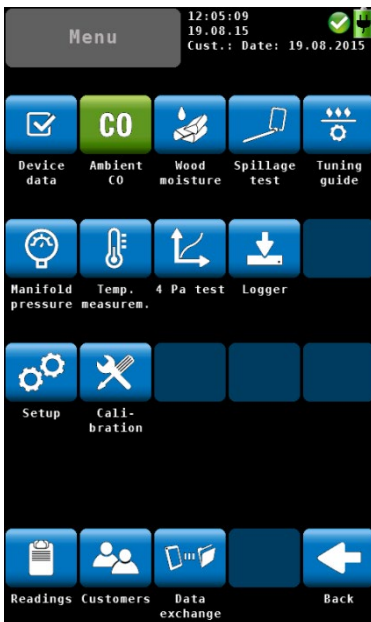 Menu
12:05:09
19.08.15
Cust.: Date: 19.08.2015
CO
Device
data
Ambient
CO
Wood
moisture
Spillage
test
Tuning
guide
Manifold
pressure
Temp.
measurem.
4 Pa test
Logger
Setup
Cali-
bration
Readings
Customers
Data
exchange
Back